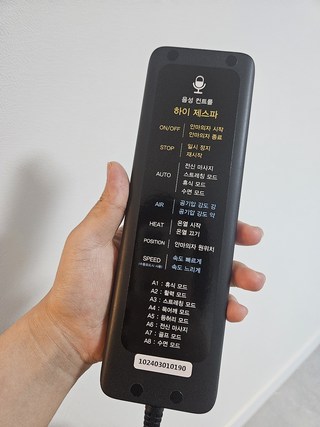 음성 컨트롤
하이 제스파
ON/OFF 안마의자 시작
안마의자 종료
STOP 일시 정지
재시작
AUTO 전신 마사지
스트레칭 모드
휴식 모드
수면 모드
AIR 공기압 강도 강
공기압 강도 약
HEAT 온열 시작
온열 끄기
POSITION 안마의자 원위치
SPEED 속도 빠르게
속도 느리게
A1 : 휴식 모드
A2 : 활력 모드
A3 : 스트레칭 모드
A4 : 목어깨 모드
A5 : 등허리 모드
A6 : 전신 마사지
A7 : 골프 모드
A8 : 수면 모드
102403010190